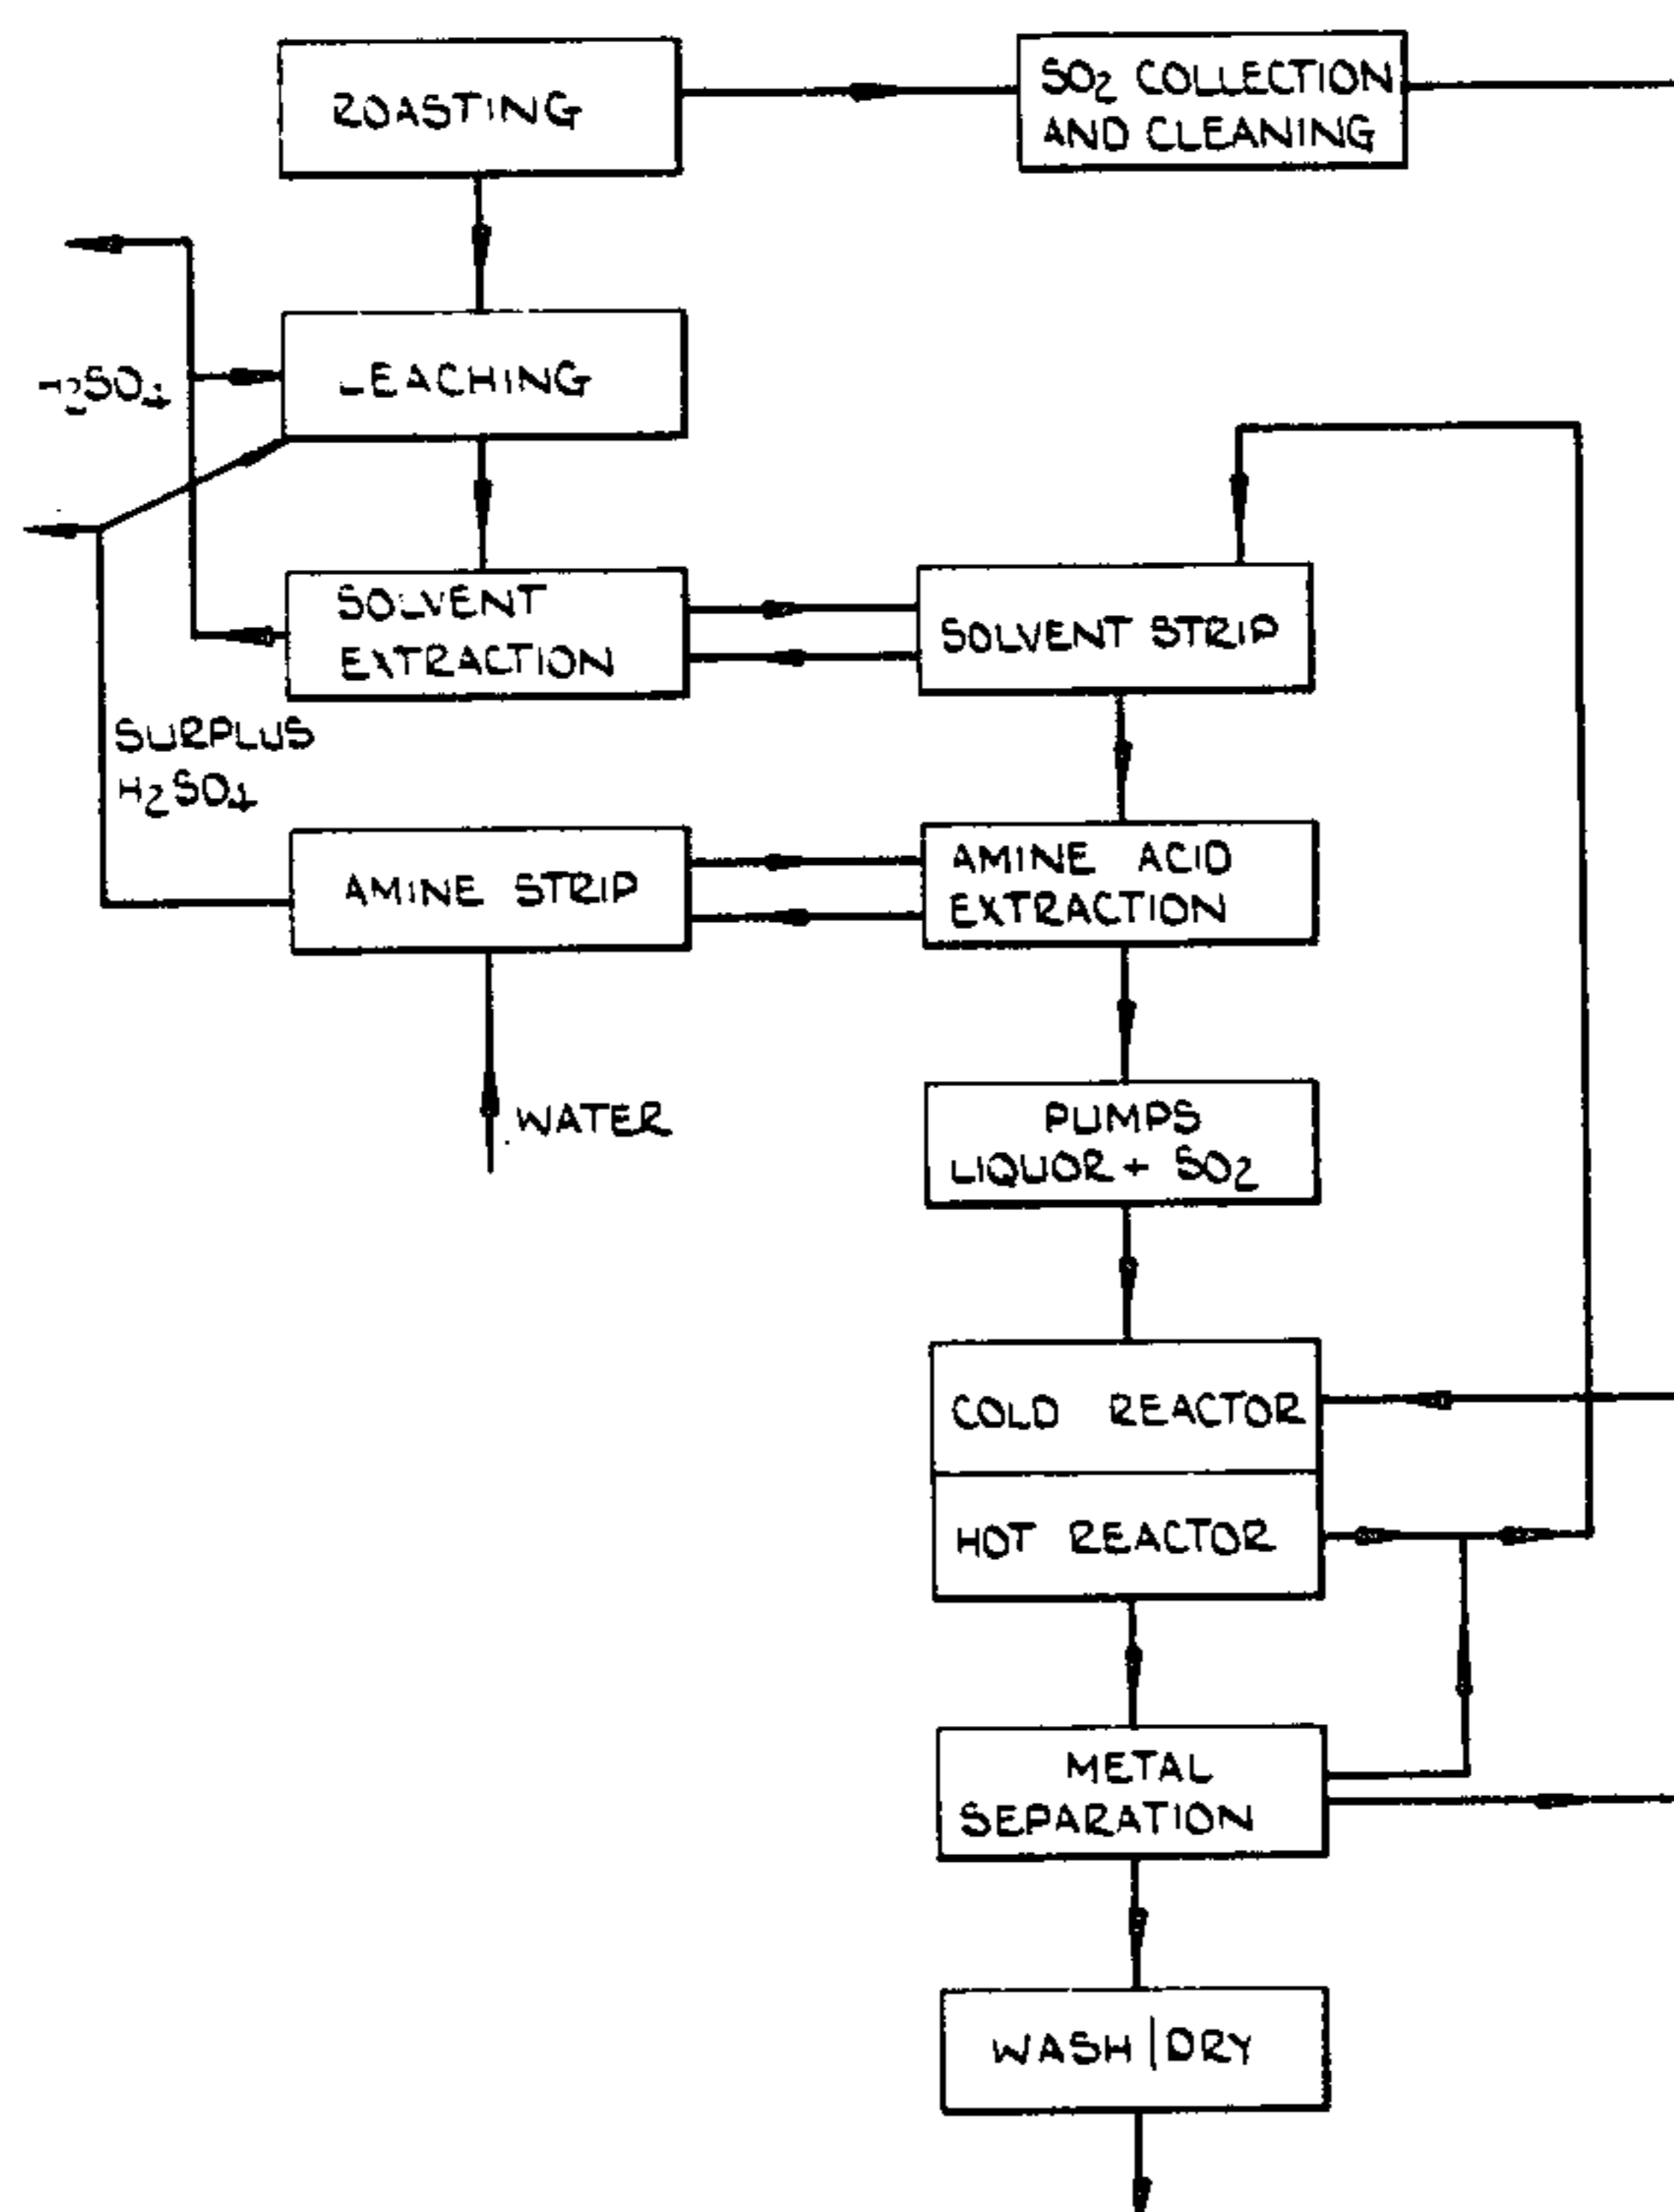 ROASTING
SO₂ COLLECTION
AND CLEANING
H₂SO₄
LEACHING
SOLVENT
EXTRACTION
SOLVENT STRIP
SURPLUS
H₂SO₄
AMINE STRIP
AMINE ACID
EXTRACTION
WATER
PUMPS
LIQUOR + SO₂
COLD REACTOR
HOT REACTOR
METAL
SEPARATION
WASH | DRY